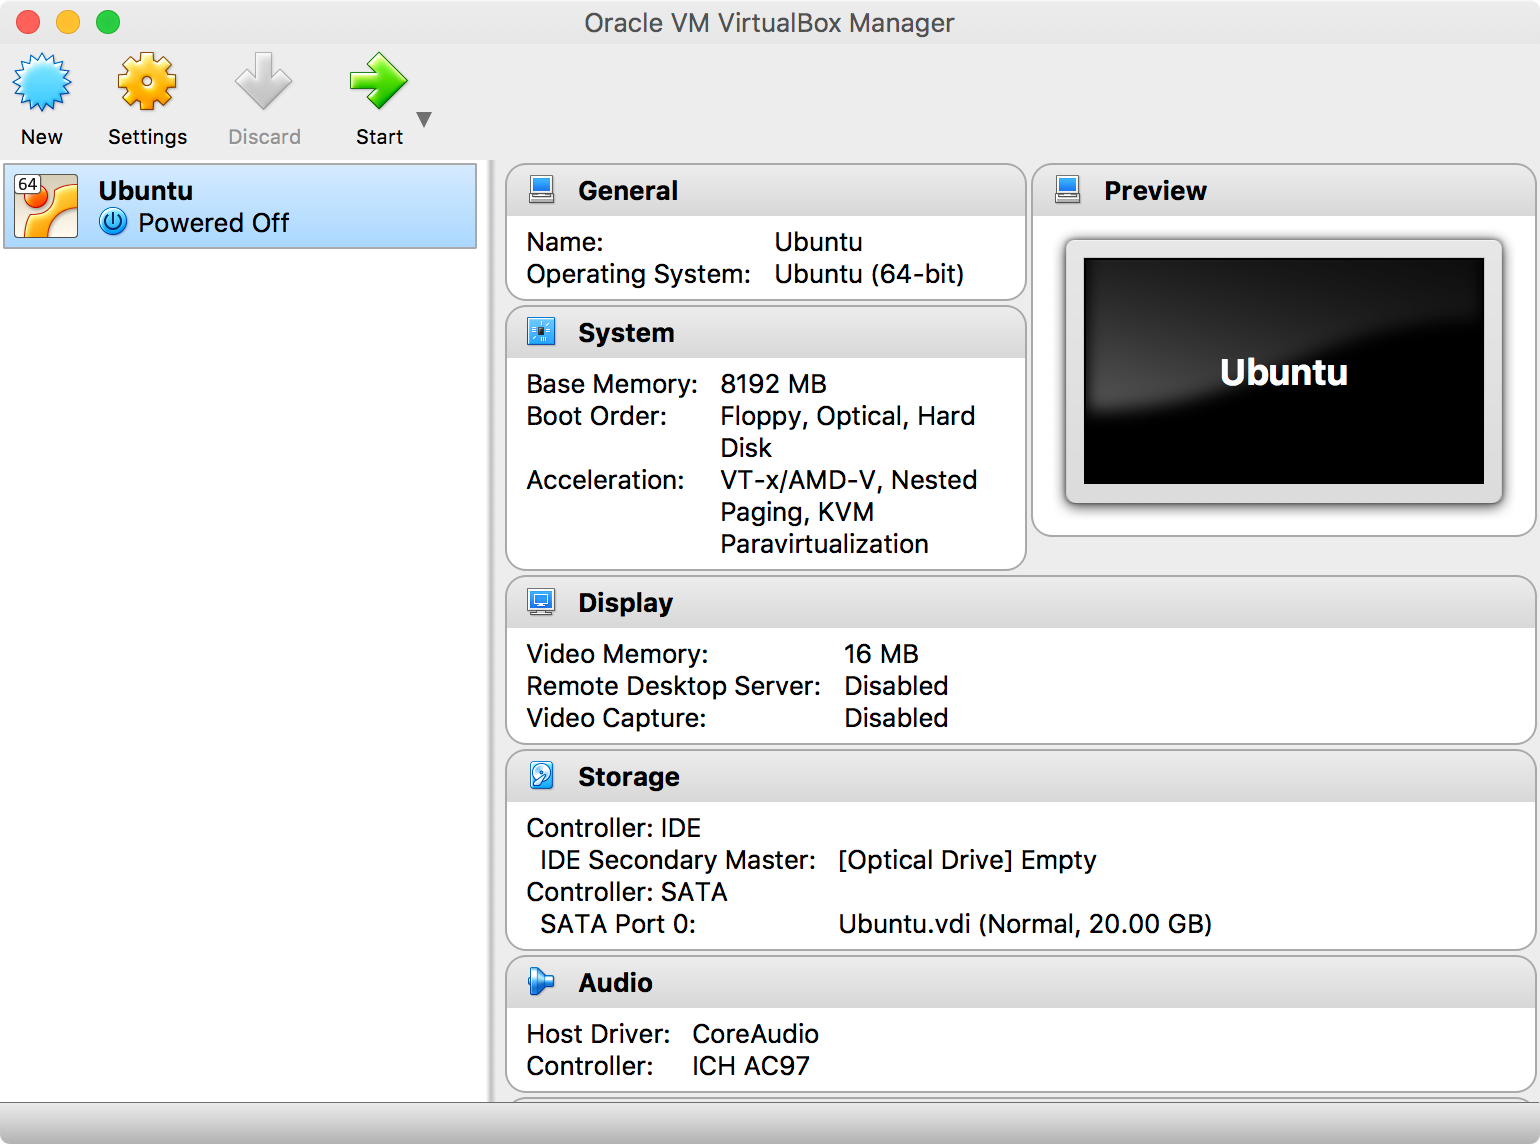 Oracle VM VirtualBox Manager
New Settings Discard Start
64
Ubuntu
Powered Off
General
Name: Ubuntu
Operating System: Ubuntu (64-bit)
Preview
Ubuntu
System
Base Memory: 8192 MB
Boot Order: Floppy, Optical, Hard
Disk
Acceleration: VT-x/AMD-V, Nested
Paging, KVM
Paravirtualization
Display
Video Memory: 16 MB
Remote Desktop Server: Disabled
Video Capture: Disabled
Storage
Controller: IDE
IDE Secondary Master: [Optical Drive] Empty
Controller: SATA
SATA Port 0: Ubuntu.vdi (Normal, 20.00 GB)
Audio
Host Driver: CoreAudio
Controller: ICH AC97